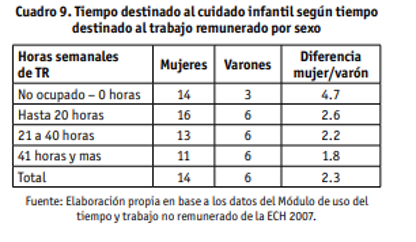 Cuadro 9. Tiempo destinado al cuidado infantil según tiempo
destinado al trabajo remunerado por sexo
Horas semanales de TR Mujeres Varones Diferencia mujer/varón
No ocupado – 0 horas 14 3 4.7
Hasta 20 horas 16 6 2.6
21 a 40 horas 13 6 2.2
41 horas y mas 11 6 1.8
Total 14 6 2.3
Fuente: Elaboración propia en base a los datos del Módulo de uso del
tiempo y trabajo no remunerado de la ECH 2007.